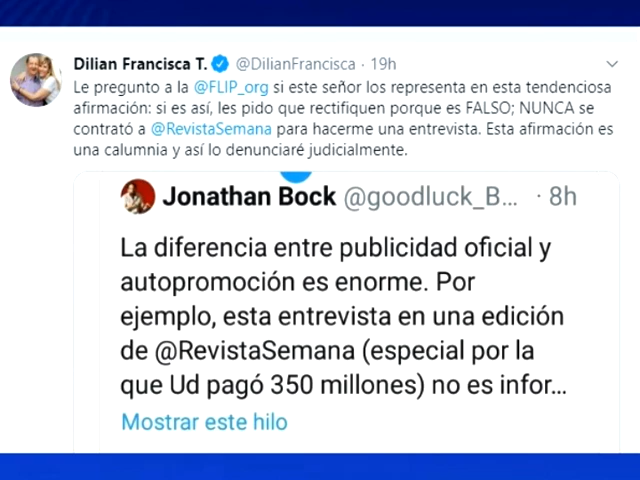 Dilian Francisca T. @DilianFrancisca · 19h
Le pregunto a la @FLIP_org si este señor los representa en esta tendenciosa
afirmación: si es así, les pido que rectifiquen porque es FALSO; NUNCA se
contrató a @RevistaSemana para hacerme una entrevista. Esta afirmación es
una calumnia y así lo denunciaré judicialmente.
Jonathan Bock @goodluck_B... · 8h
La diferencia entre publicidad oficial y
autopromoción es enorme. Por
ejemplo, esta entrevista en una edición
de @RevistaSemana (especial por la
que Ud pagó 350 millones) no es infor...
Mostrar este hilo